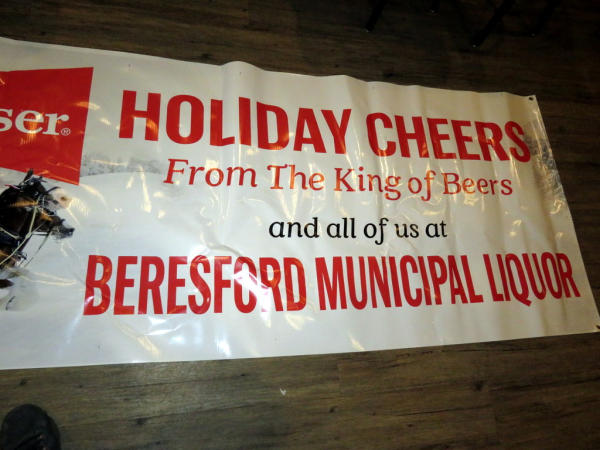 ser®
HOLIDAY CHEERS
From The King of Beers
and all of us at
BERESFORD MUNICIPAL LIQUOR